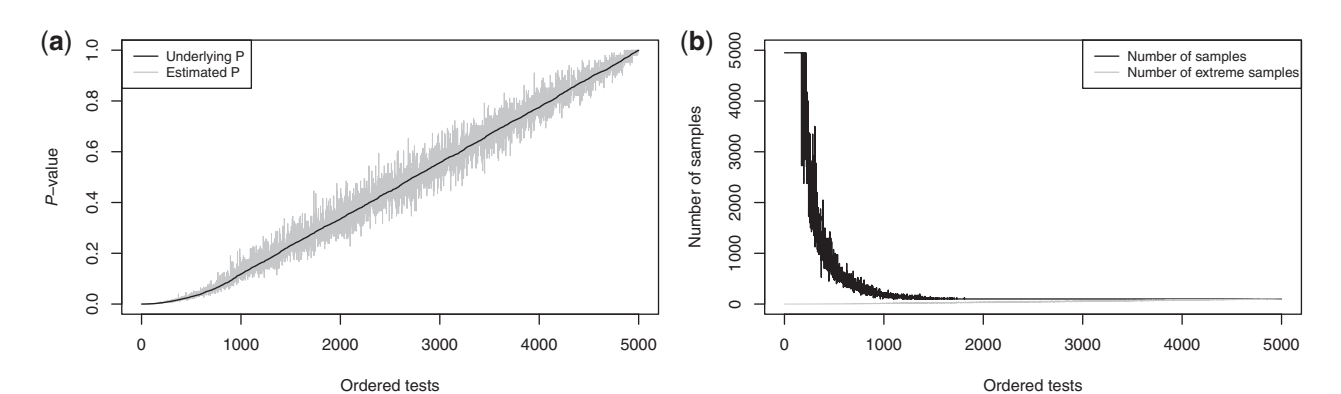 (a)
Underlying P
Estimated P
P–value
0.0 0.2 0.4 0.6 0.8 1.0
0 1000 2000 3000 4000 5000
Ordered tests
(b)
Number of samples
Number of extreme samples
Number of samples
0 1000 2000 3000 4000 5000
0 1000 2000 3000 4000 5000
Ordered tests